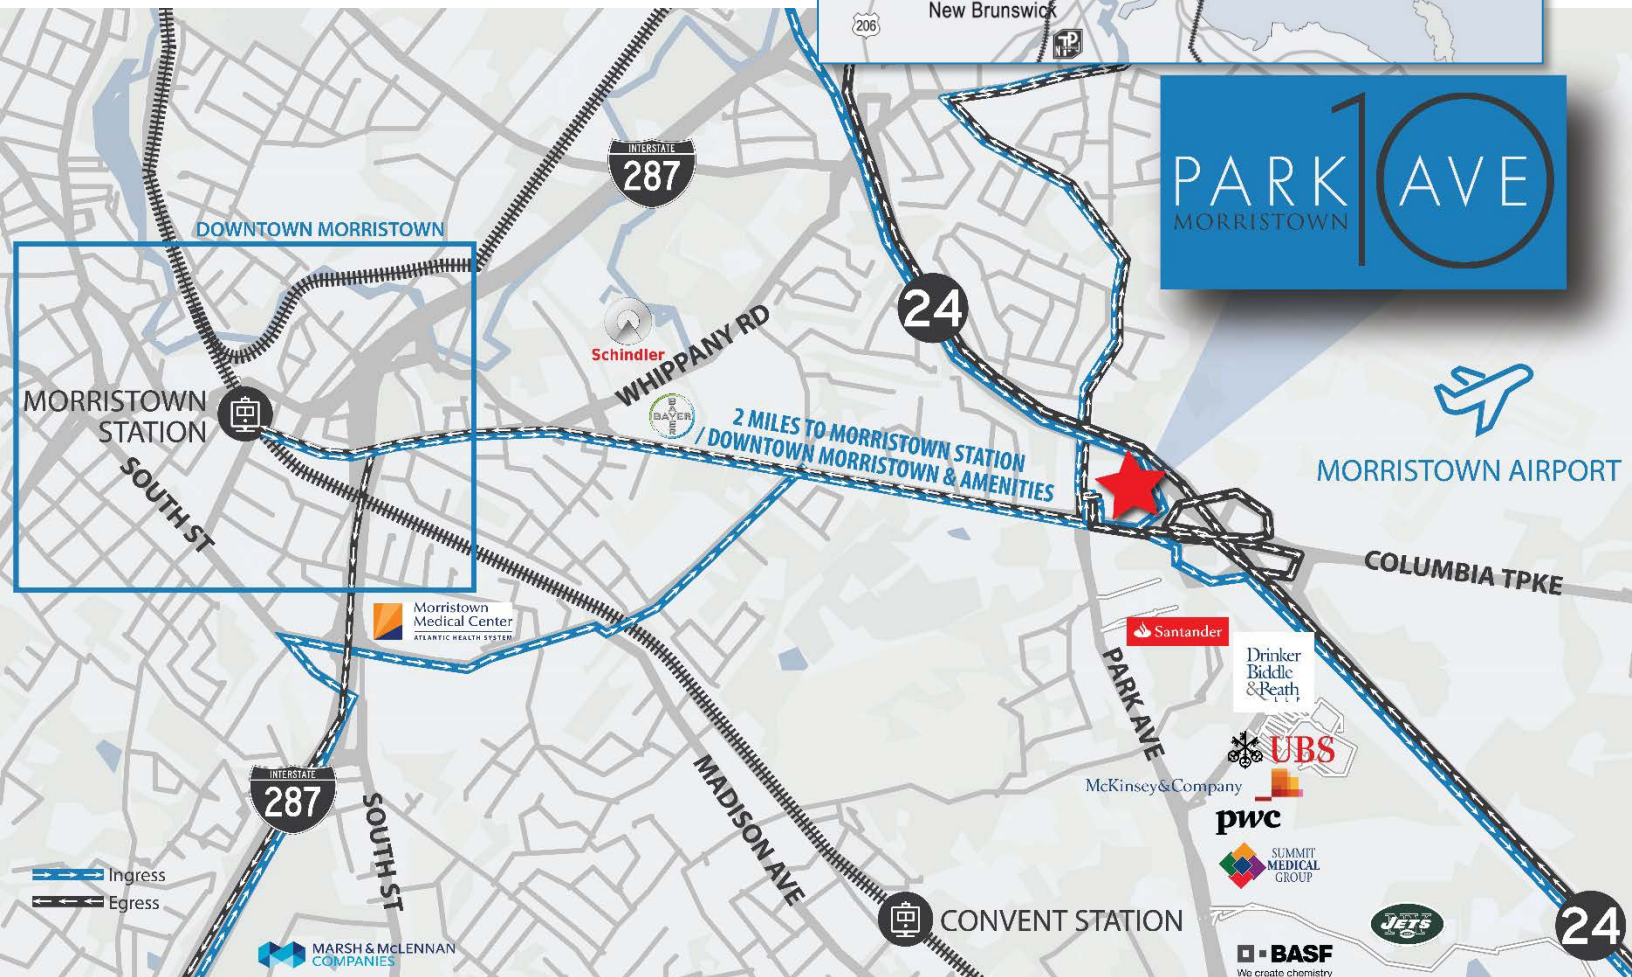 New Brunswick
206
TP
10
PARK AVE
MORRISTOWN
INTERSTATE
287
DOWNTOWN MORRISTOWN
24
Schindler
WHIPPANY RD
MORRISTOWN
STATION
BAYER
2 MILES TO MORRISTOWN STATION
/ DOWNTOWN MORRISTOWN & AMENITIES
MORRISTOWN AIRPORT
SOUTH ST
COLUMBIA TPKE
Morristown
Medical Center
ATLANTIC HEALTH SYSTEM
Santander
Drinker
Biddle
&Reath
LLP
PARK AVE
UBS
McKinsey&Company
pwc
INTERSTATE
287
SOUTH ST
MADISON AVE
SUMMIT
MEDICAL
GROUP
Ingress
Egress
CONVENT STATION
JETS
24
MARSH & McLENNAN
COMPANIES
BASF
We create chemistry